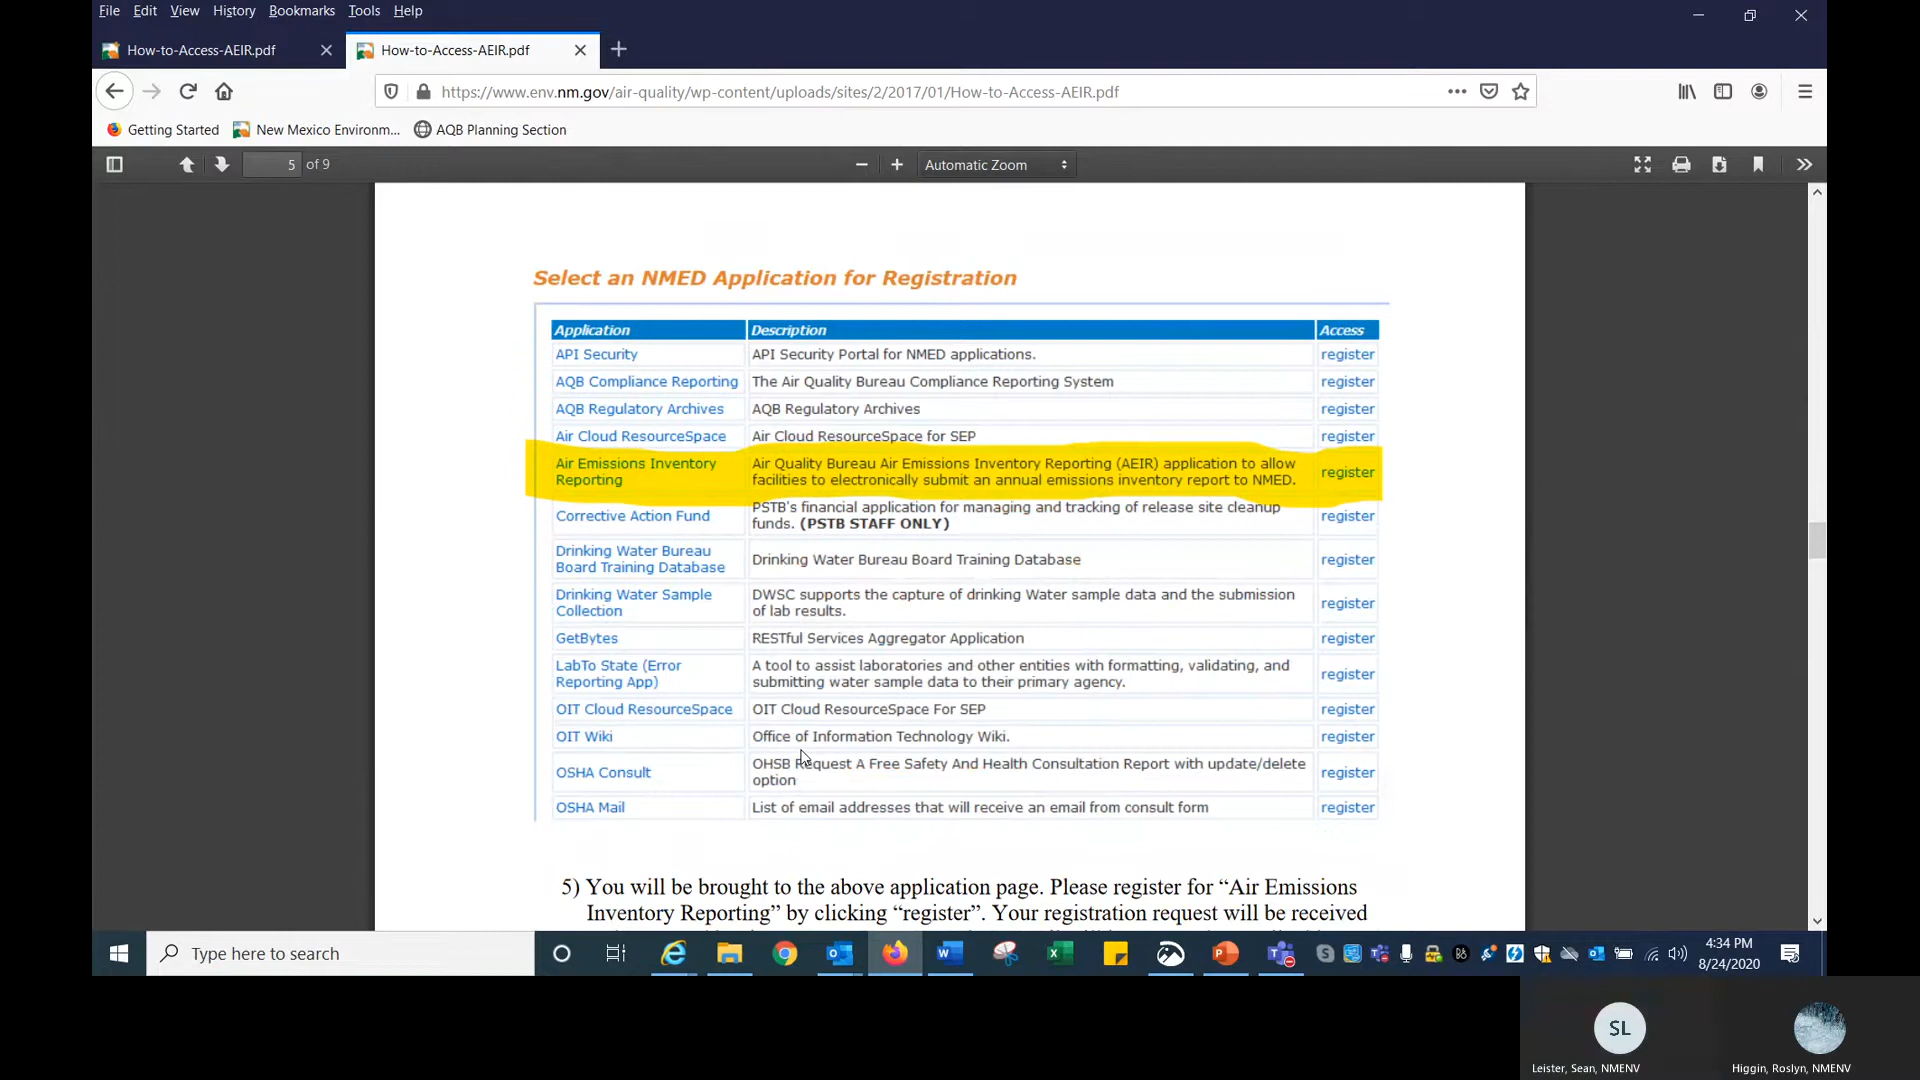 File Edit View History Bookmarks Tools Help
How-to-Access-AEIR.pdf
How-to-Access-AEIR.pdf
https://www.env.nm.gov/air-quality/wp-content/uploads/sites/2/2017/01/How-to-Access-AEIR.pdf
Getting Started New Mexico Environm... AQB Planning Section
5 of 9 Automatic Zoom
Select an NMED Application for Registration
Application Description Access
API Security API Security Portal for NMED applications. register
AQB Compliance Reporting The Air Quality Bureau Compliance Reporting System register
AQB Regulatory Archives AQB Regulatory Archives register
Air Cloud ResourceSpace Air Cloud ResourceSpace for SEP register
Air Emissions Inventory
Reporting
Air Quality Bureau Air Emissions Inventory Reporting (AEIR) application to allow
facilities to electronically submit an annual emissions inventory report to NMED.
register
Corrective Action Fund
PSTB's financial application for managing and tracking of release site cleanup
funds. (PSTB STAFF ONLY)
register
Drinking Water Bureau
Board Training Database
Drinking Water Bureau Board Training Database
register
Drinking Water Sample
Collection
DWSC supports the capture of drinking Water sample data and the submission
of lab results.
register
GetBytes RESTful Services Aggregator Application register
LabTo State (Error
Reporting App)
A tool to assist laboratories and other entities with formatting, validating, and
submitting water sample data to their primary agency.
register
OIT Cloud ResourceSpace OIT Cloud ResourceSpace For SEP register
OIT Wiki Office of Information Technology Wiki. register
OSHA Consult
OHSB Request A Free Safety And Health Consultation Report with update/delete
option
register
OSHA Mail List of email addresses that will receive an email from consult form register
5) You will be brought to the above application page. Please register for “Air Emissions
Inventory Reporting” by clicking “register”. Your registration request will be received
Type here to search
4:34 PM
8/24/2020
SL
Leister, Sean, NMENV
Higgin, Roslyn, NMENV